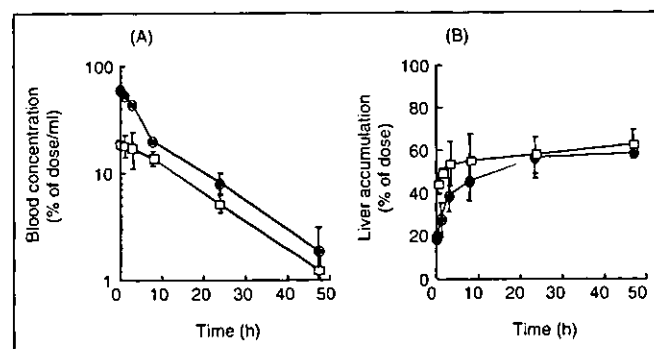 (A)
(B)
Blood concentration
(% of dose/ml)
100
10
1
0 10 20 30 40 50
Time (h)
Liver accumulation
(% of dose)
100
80
60
40
20
0
0 10 20 30 40 50
Time (h)